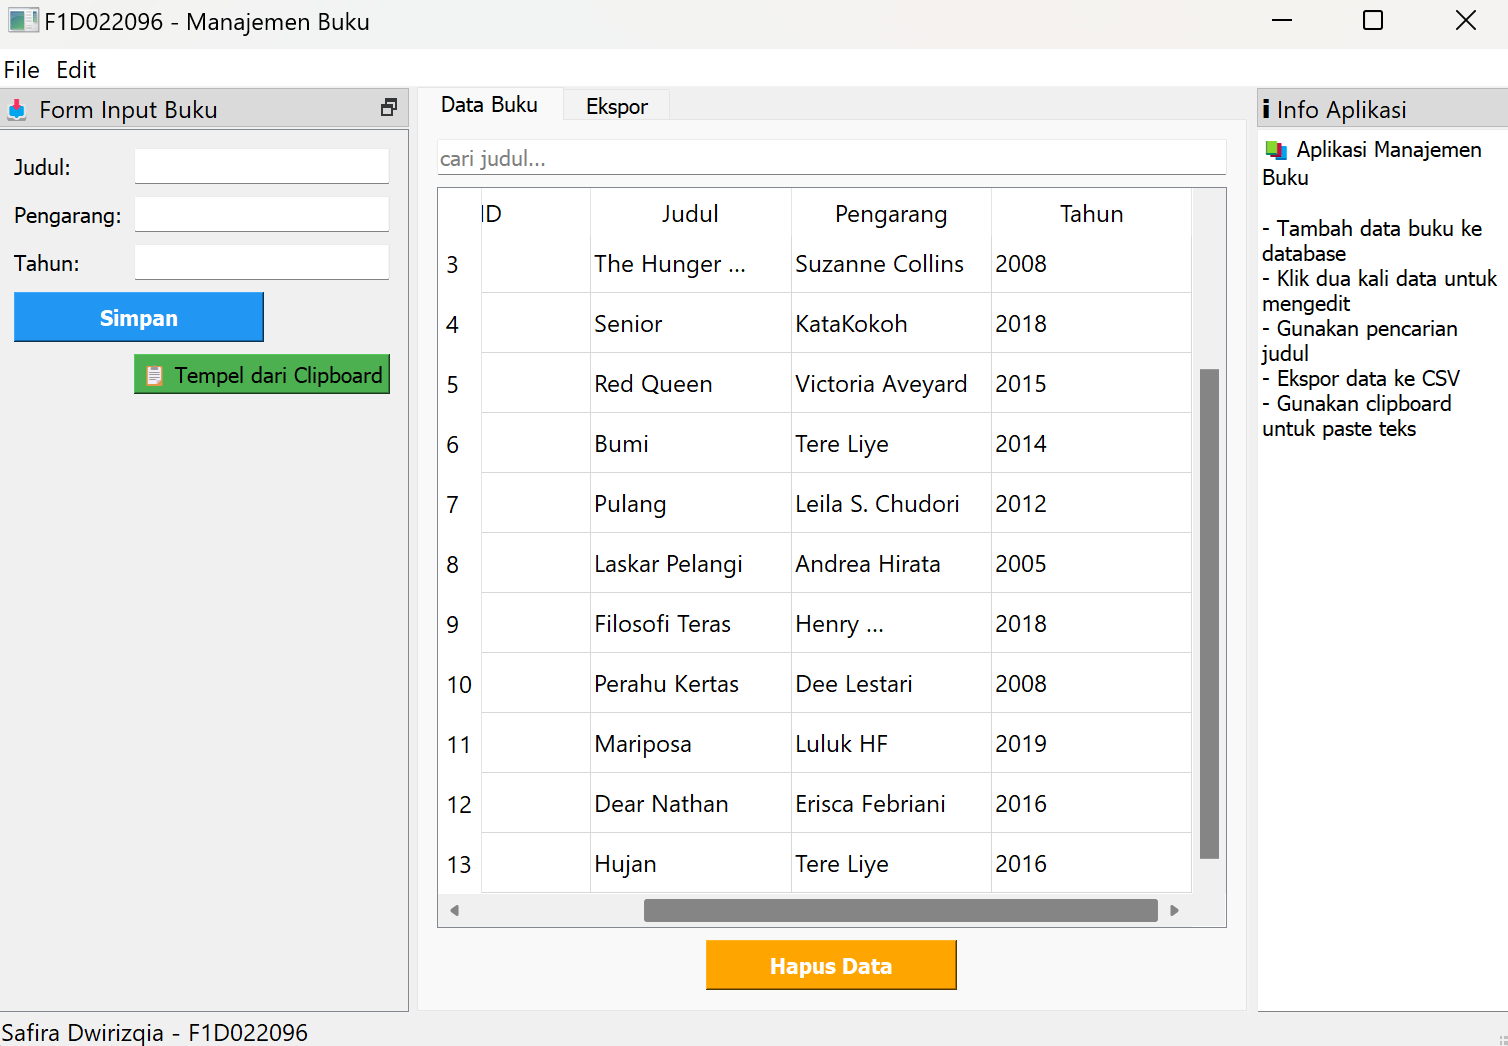 F1D022096 - Manajemen Buku
File Edit
Form Input Buku
Judul:
Pengarang:
Tahun:
Simpan
Tempel dari Clipboard
Data Buku Ekspor
cari judul...
ID Judul Pengarang Tahun
3 The Hunger ... Suzanne Collins 2008
4 Senior KataKokoh 2018
5 Red Queen Victoria Aveyard 2015
6 Bumi Tere Liye 2014
7 Pulang Leila S. Chudori 2012
8 Laskar Pelangi Andrea Hirata 2005
9 Filosofi Teras Henry ... 2018
10 Perahu Kertas Dee Lestari 2008
11 Mariposa Luluk HF 2019
12 Dear Nathan Erisca Febriani 2016
13 Hujan Tere Liye 2016
Hapus Data
Info Aplikasi
Aplikasi Manajemen
Buku
- Tambah data buku ke
database
- Klik dua kali data untuk
mengedit
- Gunakan pencarian
judul
- Ekspor data ke CSV
- Gunakan clipboard
untuk paste teks
Safira Dwirizqia - F1D022096